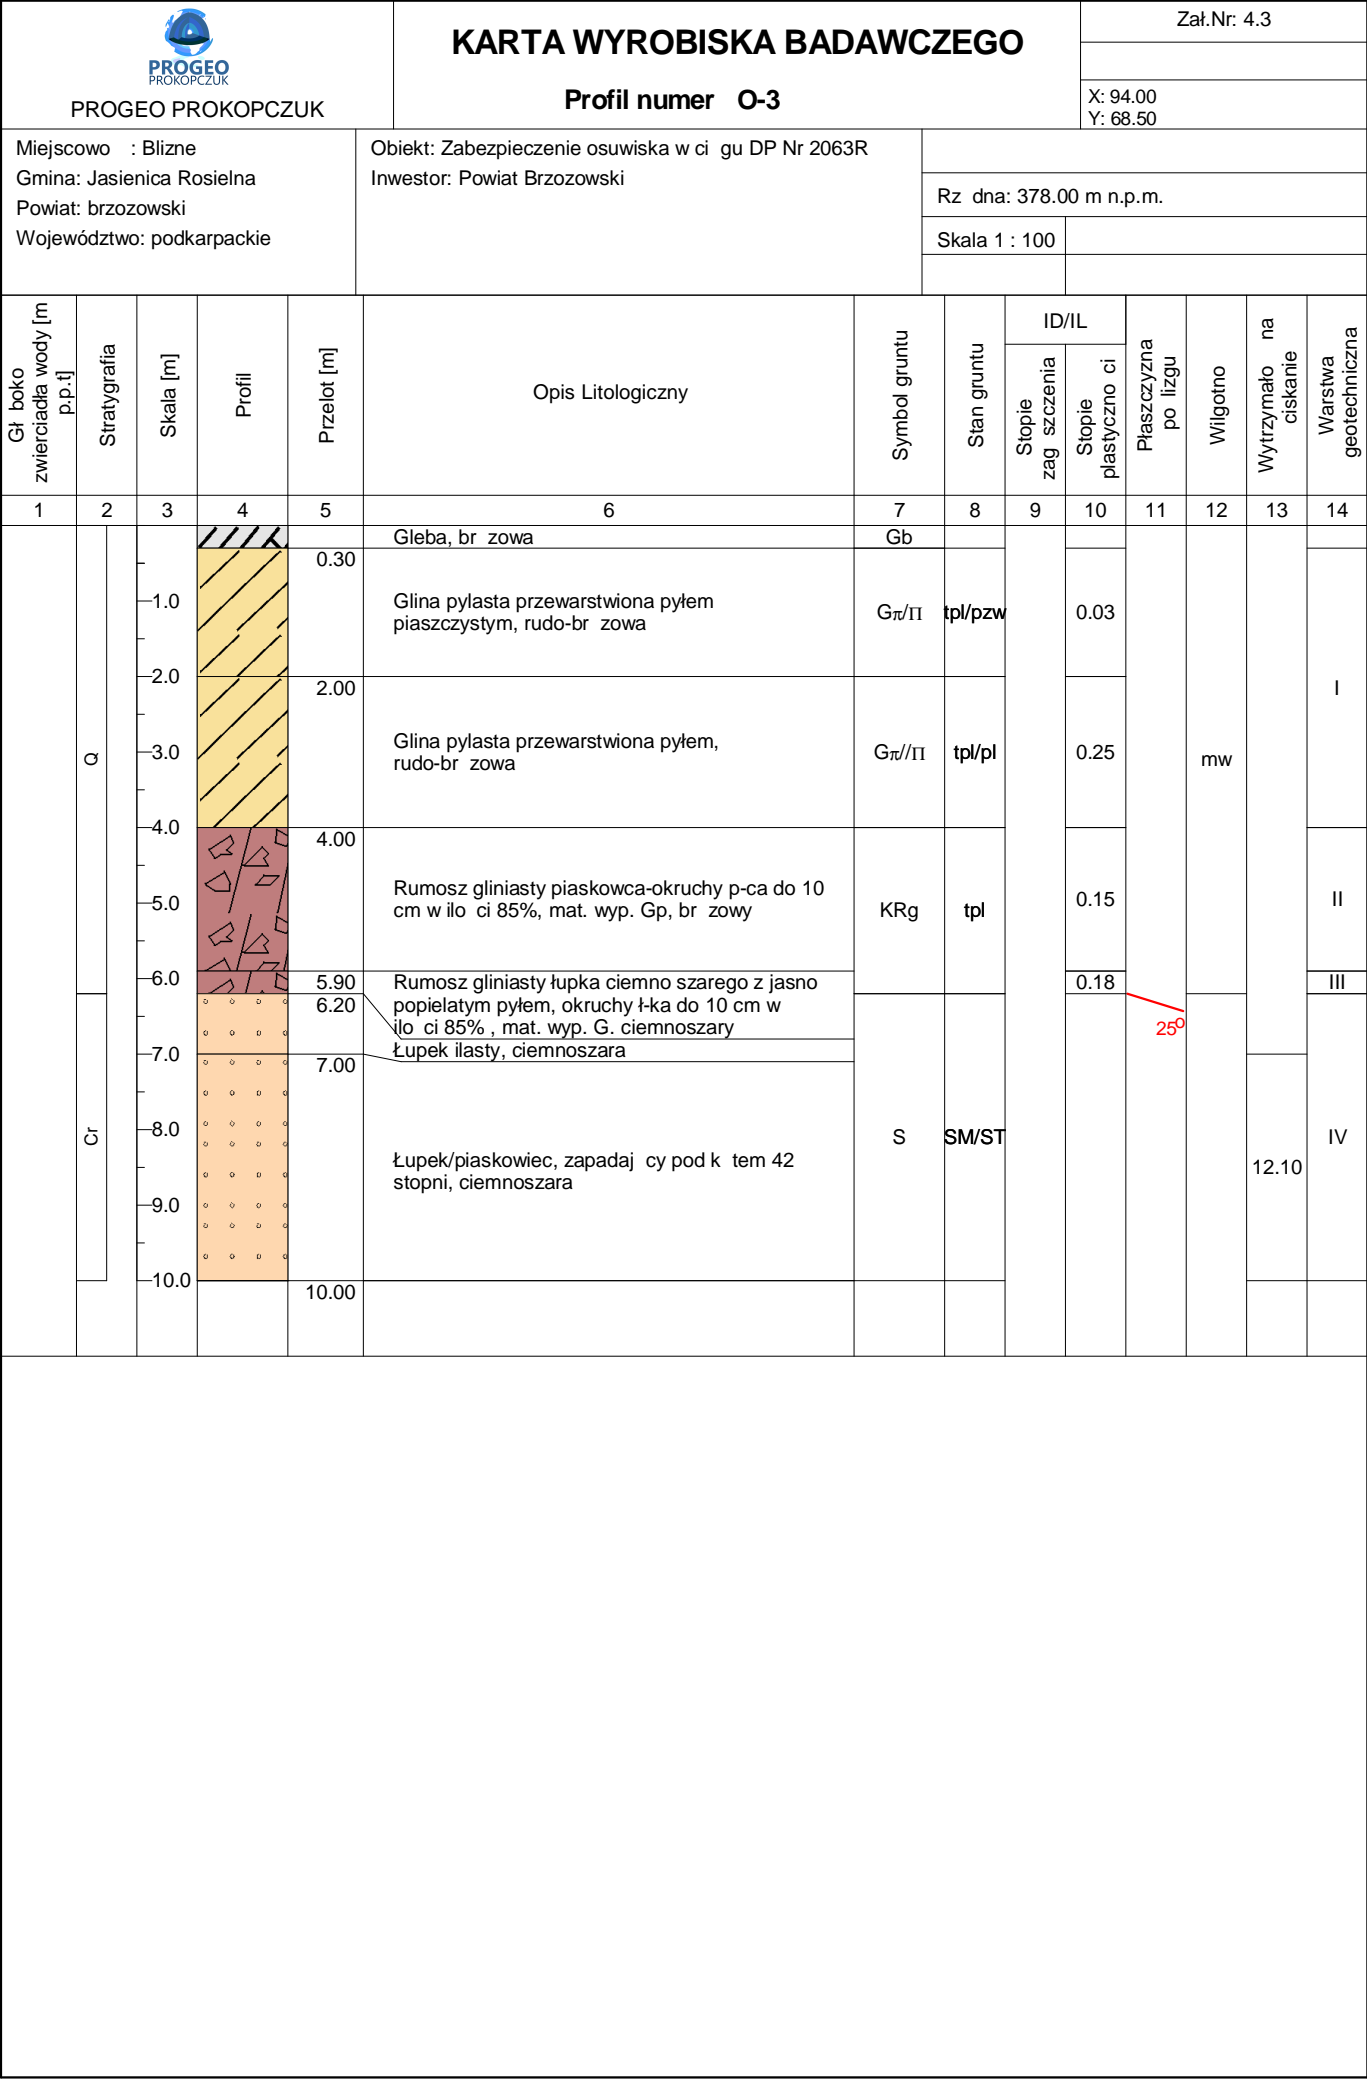 PROGEO
PROKOPCZUK
PROGEO PROKOPCZUK
KARTA WYROBISKA BADAWCZEGO
Profil numer O-3
Zał.Nr: 4.3
X: 94.00
Y: 68.50
Miejscowo : Blizne
Gmina: Jasienica Rosielna
Powiat: brzozowski
Województwo: podkarpackie
Obiekt: Zabezpieczenie osuwiska w ci gu DP Nr 2063R
Inwestor: Powiat Brzozowski
Rz dna: 378.00 m n.p.m.
Skala 1 : 100
Gł boko
zwierciadła wody [m
p.p.t]
Stratygrafia
Skala [m]
Profil
Przelot [m]
Opis Litologiczny
Symbol gruntu
Stan gruntu
ID/IL
Stopie
zag szczenia
Stopie
plastyczno ci
Płaszczyzna
po lizgu
Wilgotno
Wytrzymało na
ciskanie
Warstwa
geotechniczna
1 2 3 4 5 6 7 8 9 10 11 12 13 14
Gleba, br zowa Gb
0.30
1.0
Glina pylasta przewarstwiona pyłem
piaszczystym, rudo-br zowa
Gπ/Π tpl/pzw 0.03
2.0
2.00
I
Q
3.0
Glina pylasta przewarstwiona pyłem,
rudo-br zowa
Gπ//Π tpl/pl 0.25
mw
4.0
4.00
5.0
Rumosz gliniasty piaskowca-okruchy p-ca do 10
cm w ilo ci 85%, mat. wyp. Gp, br zowy
KRg tpl 0.15 II
6.0
5.90
Rumosz gliniasty łupka ciemno szarego z jasno
popielatym pyłem, okruchy ł-ka do 10 cm w
ilo ci 85% , mat. wyp. G. ciemnoszary
0.18 III
6.20
25o
7.0
Łupek ilasty, ciemnoszara
7.00
Cr
8.0
S SM/ST IV
Łupek/piaskowiec, zapadaj cy pod k tem 42
stopni, ciemnoszara
12.10
9.0
10.0
10.00